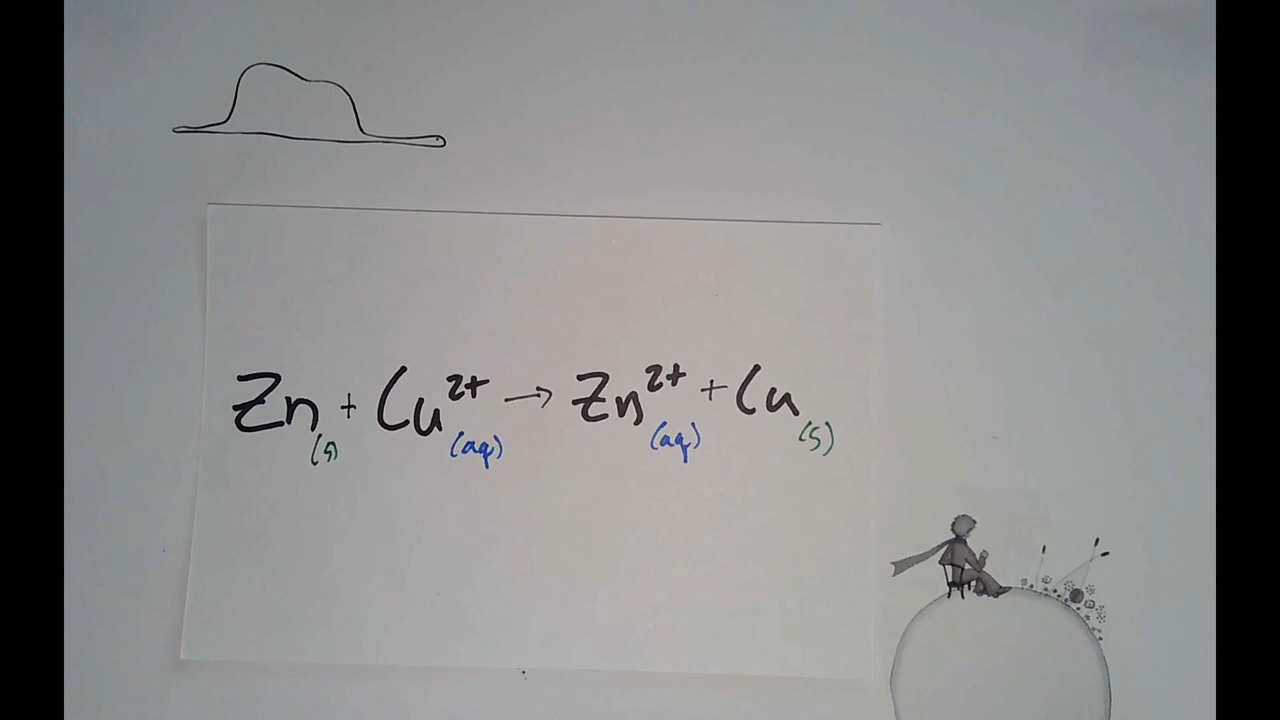 Zn(s) + Cu²⁺(aq) → Zn²⁺(aq) + Cu(s)